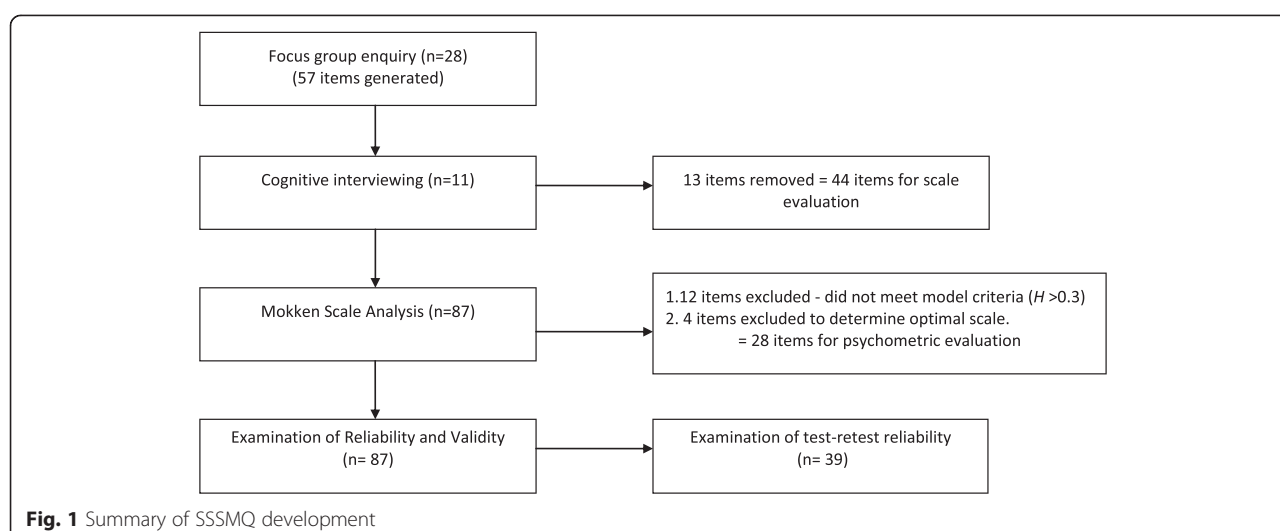 Focus group enquiry (n=28)
(57 items generated)
Cognitive interviewing (n=11)
13 items removed = 44 items for scale
evaluation
Mokken Scale Analysis (n=87)
1.12 items excluded - did not meet model criteria (H >0.3)
2. 4 items excluded to determine optimal scale.
= 28 items for psychometric evaluation
Examination of Reliability and Validity
(n= 87)
Examination of test-retest reliability
(n= 39)
Fig. 1 Summary of SSSMQ development